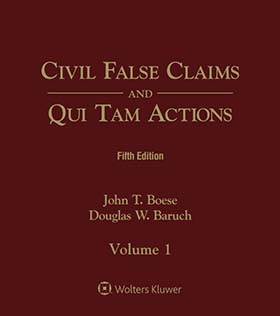 CIVIL FALSE CLAIMS
AND
QUI TAM ACTIONS
Fifth Edition
John T. Boese
Douglas W. Baruch
Volume 1
Wolters Kluwer